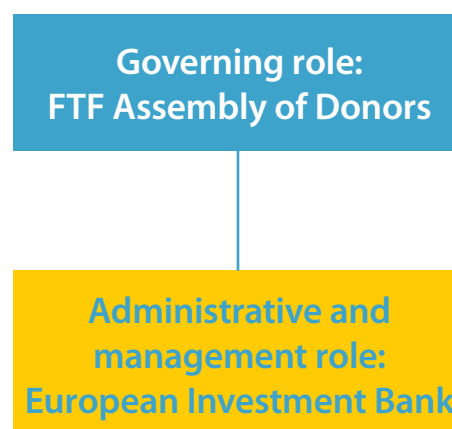 Governing role:
FTF Assembly of Donors
Administrative and
management role:
European Investment Bank